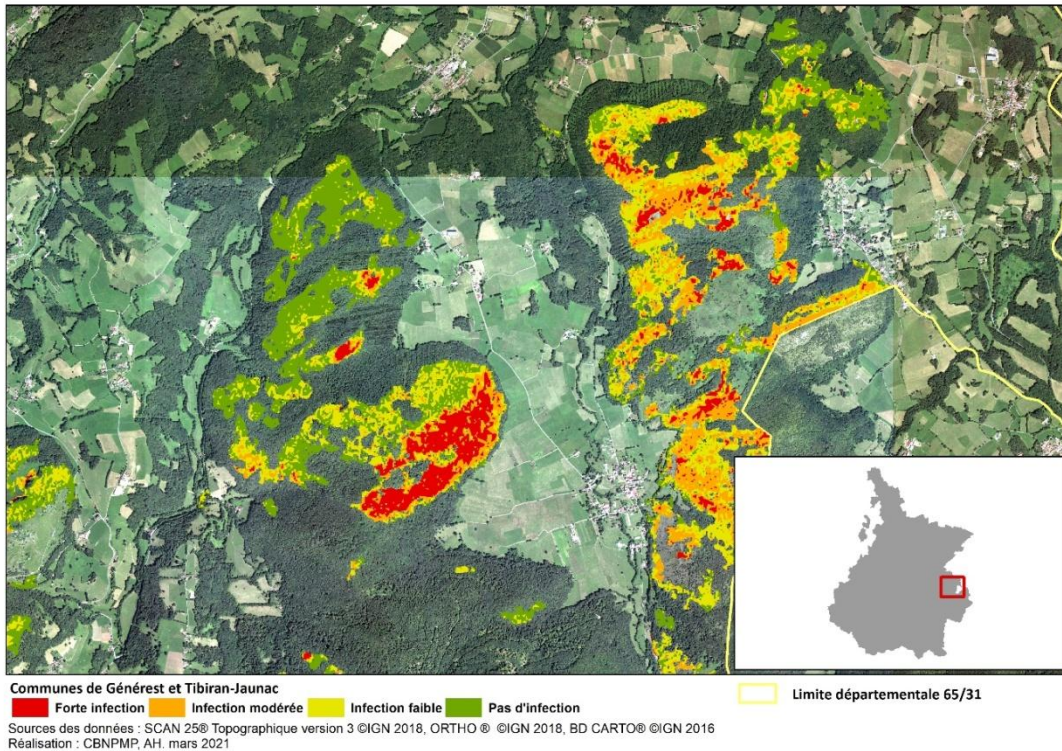 Communes de Générest et Tibiran-Jaunac
Forte infection Infection modérée Infection faible Pas d'infection Limite départementale 65/31
Sources des données : SCAN 25® Topographique version 3 ©IGN 2018, ORTHO ® ©IGN 2018, BD CARTO® ©IGN 2016
Réalisation : CBNPMP, AH. mars 2021